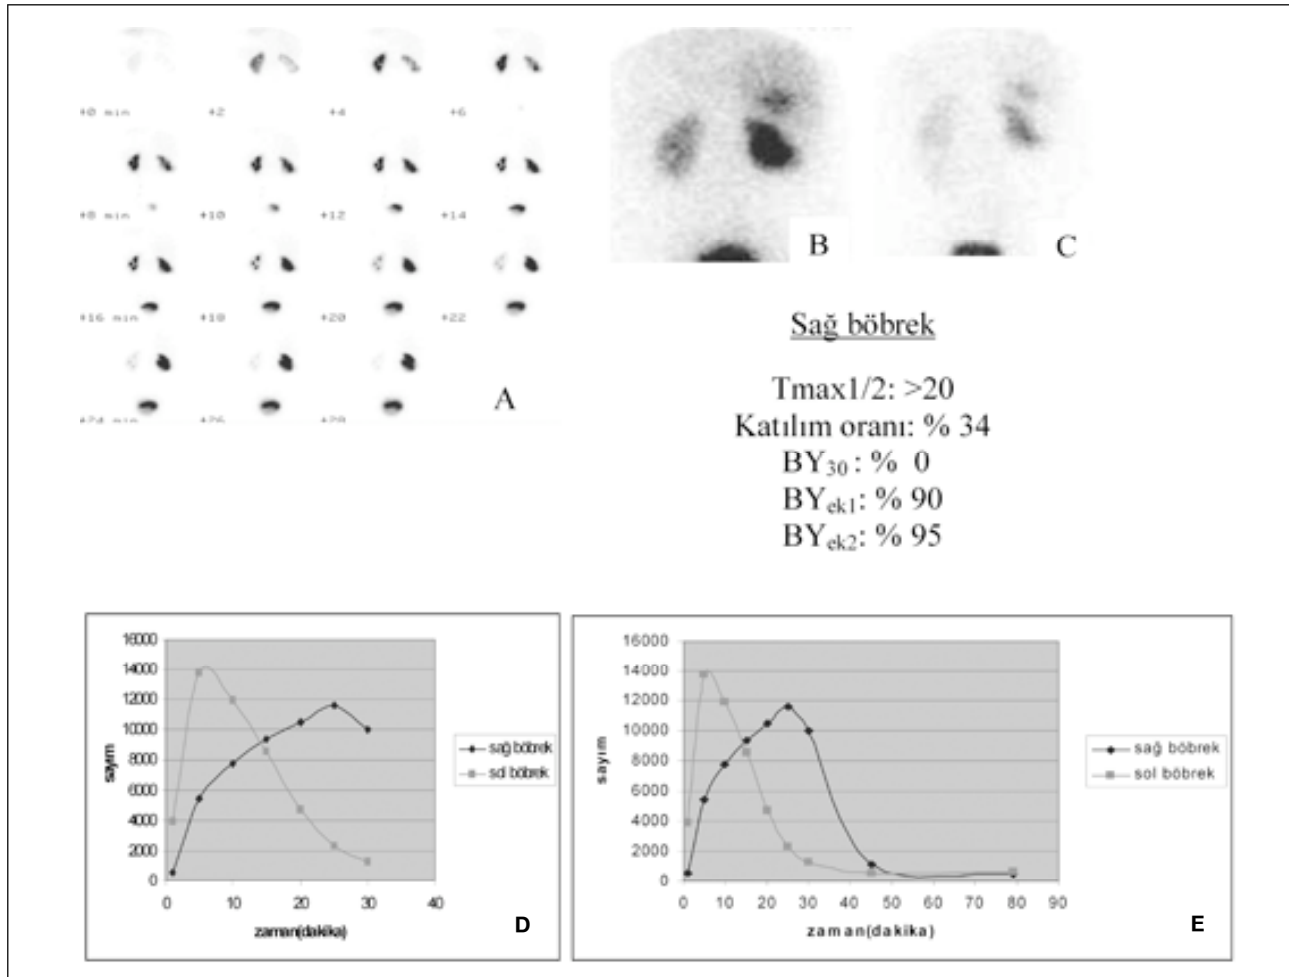 +0 min +2 +4 +6
+8 min +10 +12 +14
+16 min +18 +20 +22
+24 min +26 +28
A
B
C
Sağ böbrek
Tmax1/2: >20
Katılım oranı: % 34
BY30 : % 0
BYek1: % 90
BYek2: % 95
16000
14000
12000
10000
8000
6000
4000
2000
0
sayım
0 10 20 30 40
zaman(dakika)
sağ böbrek
sol böbrek
D
16000
14000
12000
10000
8000
6000
4000
2000
0
sayım
0 10 20 30 40 50 60 70 80 90
zaman(dakika)
sağ böbrek
sol böbrek
E